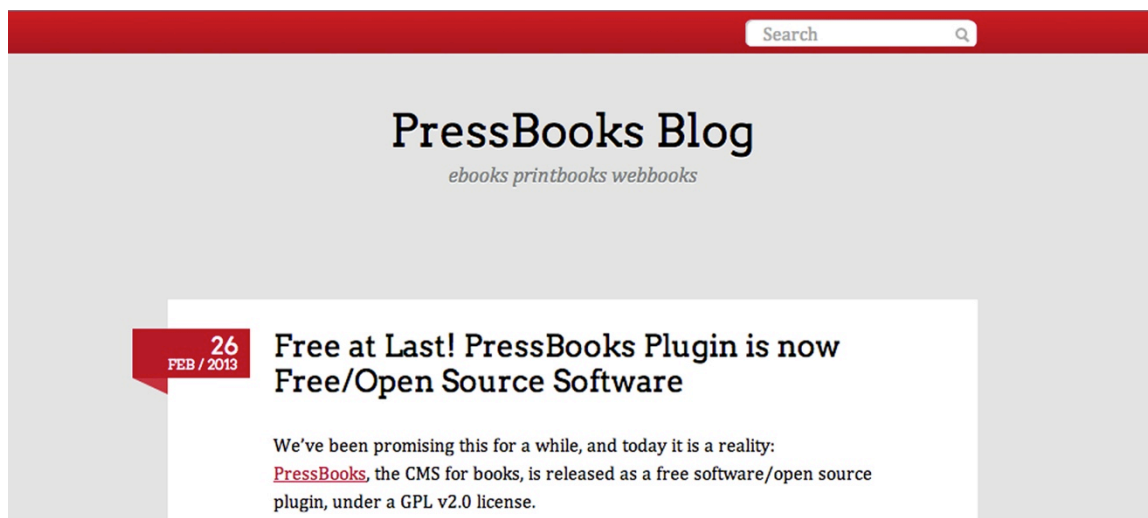 Search
PressBooks Blog
ebooks printbooks webbooks
26
FEB / 2013
Free at Last! PressBooks Plugin is now
Free/Open Source Software
We’ve been promising this for a while, and today it is a reality:
PressBooks, the CMS for books, is released as a free software/open source
plugin, under a GPL v2.0 license.